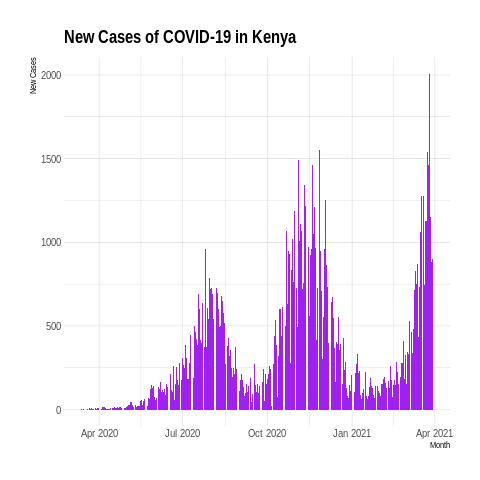 New Cases of COVID-19 in Kenya
New Cases
2000
1500
1000
500
0
Apr 2020
Jul 2020
Oct 2020
Jan 2021
Apr 2021
Month